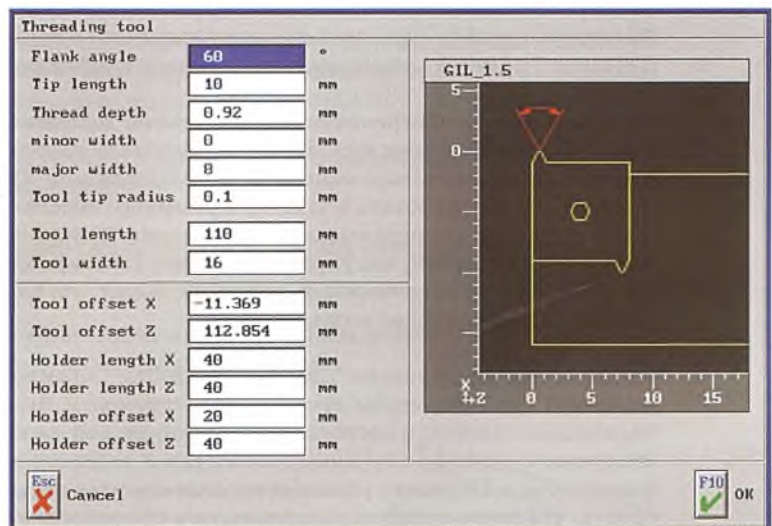 Threading tool
Flank angle 60 °
Tip length 10 mm
Thread depth 0.92 mm
minor width 0 mm
major width 8 mm
Tool tip radius 0.1 mm
Tool length 110 mm
Tool width 16 mm
Tool offset X -11.369 mm
Tool offset Z 112.854 mm
Holder length X 40 mm
Holder length Z 40 mm
Holder offset X 20 mm
Holder offset Z 40 mm
GIL_1.5
5
0
X
+Z 0 5 10 15
Esc Cancel
F10 OK